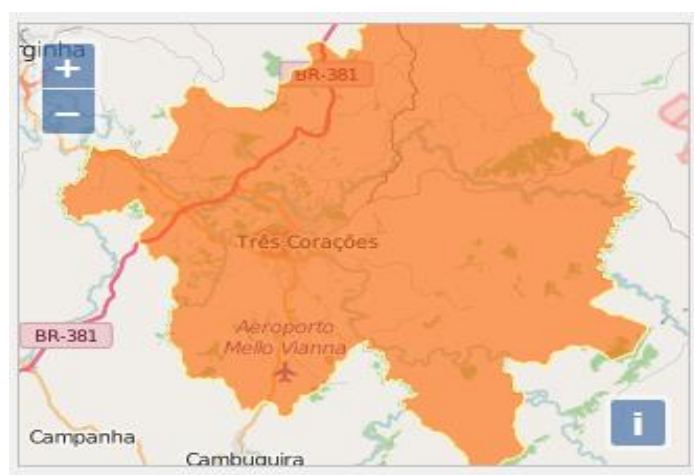 ginha
+
BR-381
−
Três Corações
Aeroporto
Mello Vianna
BR-381
i
Campanha
Cambuquira